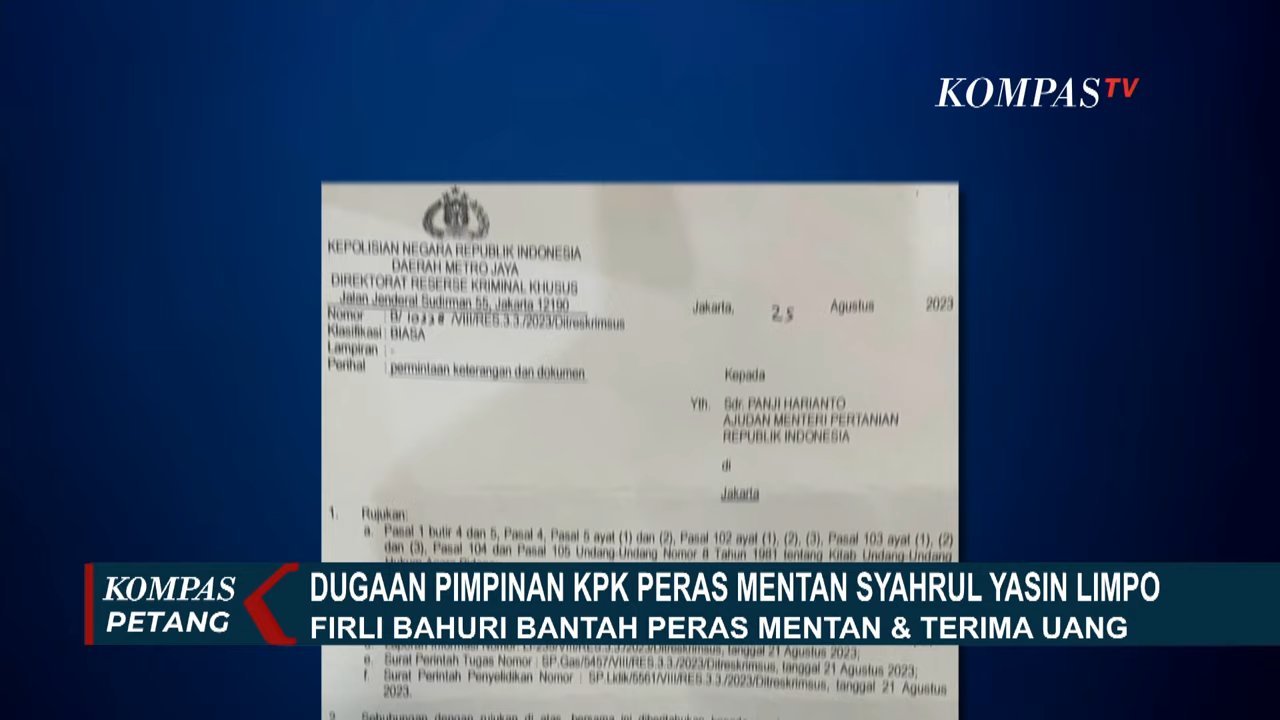 KOMPAS TV
KEPOLISIAN NEGARA REPUBLIK INDONESIA
DAERAH METRO JAYA
DIREKTORAT RESERSE KRIMINAL KHUSUS
Jalan Jenderal Sudirman 55, Jakarta 12190
Jakarta, 25 Agustus 2023
Nomor : B/ /VIII/RES.3.3./2023/Ditreskrimsus
Klasifikasi : BIASA
Lampiran : -
Perihal : permintaan keterangan dan dokumen
Kepada
Yth. Sdr. PANJI HARIANTO
AJUDAN MENTERI PERTANIAN
REPUBLIK INDONESIA
di
Jakarta
1. Rujukan:
a. Pasal 1 butir 4 dan 5, Pasal 4, Pasal 5 ayat (1) dan (2), Pasal 102 ayat (1), (2), (3), Pasal 103 ayat (1), (2)
dan (3), Pasal 104 dan Pasal 105 Undang-Undang Nomor 8 Tahun 1981 tentang Kitab Undang-Undang
KOMPAS PETANG
DUGAAN PIMPINAN KPK PERAS MENTAN SYAHRUL YASIN LIMPO
FIRLI BAHURI BANTAH PERAS MENTAN & TERIMA UANG
tanggal 21 Agustus 2023;
e. Surat Perintah Tugas Nomor : SP.Gas/5457/VIII/RES.3.3./2023/Ditreskrimsus, tanggal 21 Agustus 2023;
f. Surat Perintah Penyelidikan Nomor : SP.Lidik/5561/VIII/RES.3.3./2023/Ditreskrimsus, tanggal 21 Agustus
2023.